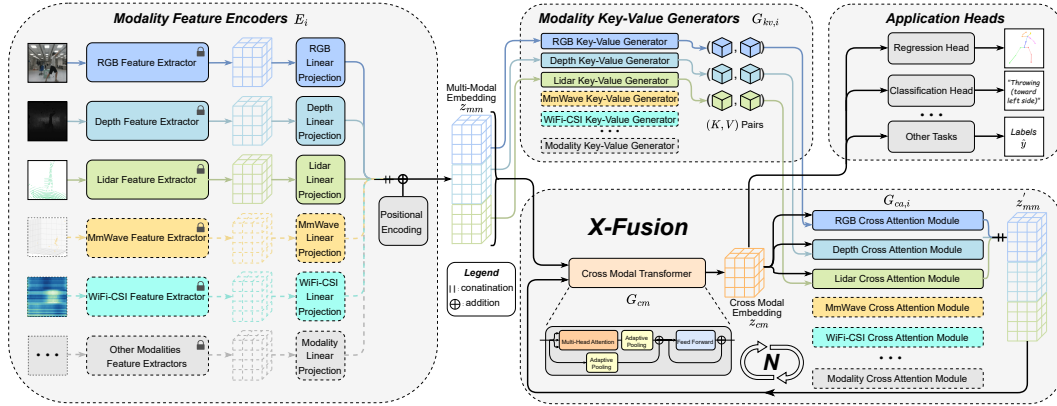 Modality Feature Encoders E_i
RGB Feature Extractor
RGB
Linear
Projection
Depth Feature Extractor
Depth
Linear
Projection
Lidar Feature Extractor
Lidar
Linear
Projection
MmWave Feature Extractor
MmWave
Linear
Projection
WiFi-CSI Feature Extractor
WiFi-CSI
Linear
Projection
• • •
Other Modalities
Feature Extractors
Modality
Linear
Projection
Positional
Encoding
Multi-Modal
Embedding
z_{mm}
Legend
|| : conatination
⊕ : addition
Modality Key-Value Generators G_{kv,i}
RGB Key-Value Generator
Depth Key-Value Generator
Lidar Key-Value Generator
MmWave Key-Value Generator
WiFi-CSI Key-Value Generator
• • •
Modality Key-Value Generator
( , )
( , )
( , )
(K, V) Pairs
Application Heads
Regression Head
Classification Head
"Throwing
(toward
left side)"
• • •
Other Tasks
Labels
ŷ
X-Fusion
Cross Modal Transformer
G_{cm}
Multi-Head Attention
Adaptive
Pooling
Adaptive
Pooling
Feed Forward
N
Cross Modal
Embedding
z_{cm}
G_{ca,i}
z'_{mm}
RGB Cross Attention Module
Depth Cross Attention Module
Lidar Cross Attention Module
MmWave Cross Attention Module
WiFi-CSI Cross Attention Module
• • •
Modality Cross Attention Module